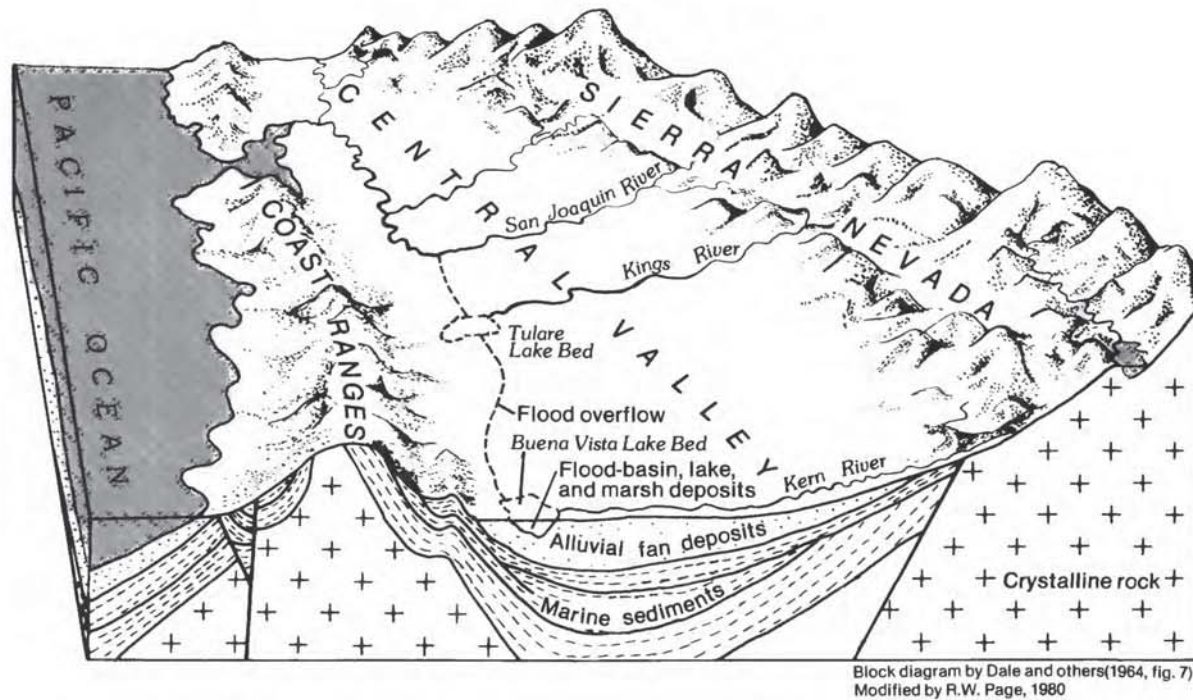 PACIFIC OCEAN
COAST RANGES
CENTRAL VALLEY
SIERRA NEVADA
San Joaquin River
Kings River
Tulare
Lake Bed
Flood overflow
Buena Vista Lake Bed
Flood-basin, lake,
and marsh deposits
Kern River
Alluvial fan deposits
Marine sediments
Crystalline rock
Block diagram by Dale and others(1964, fig. 7)
Modified by R.W. Page, 1980